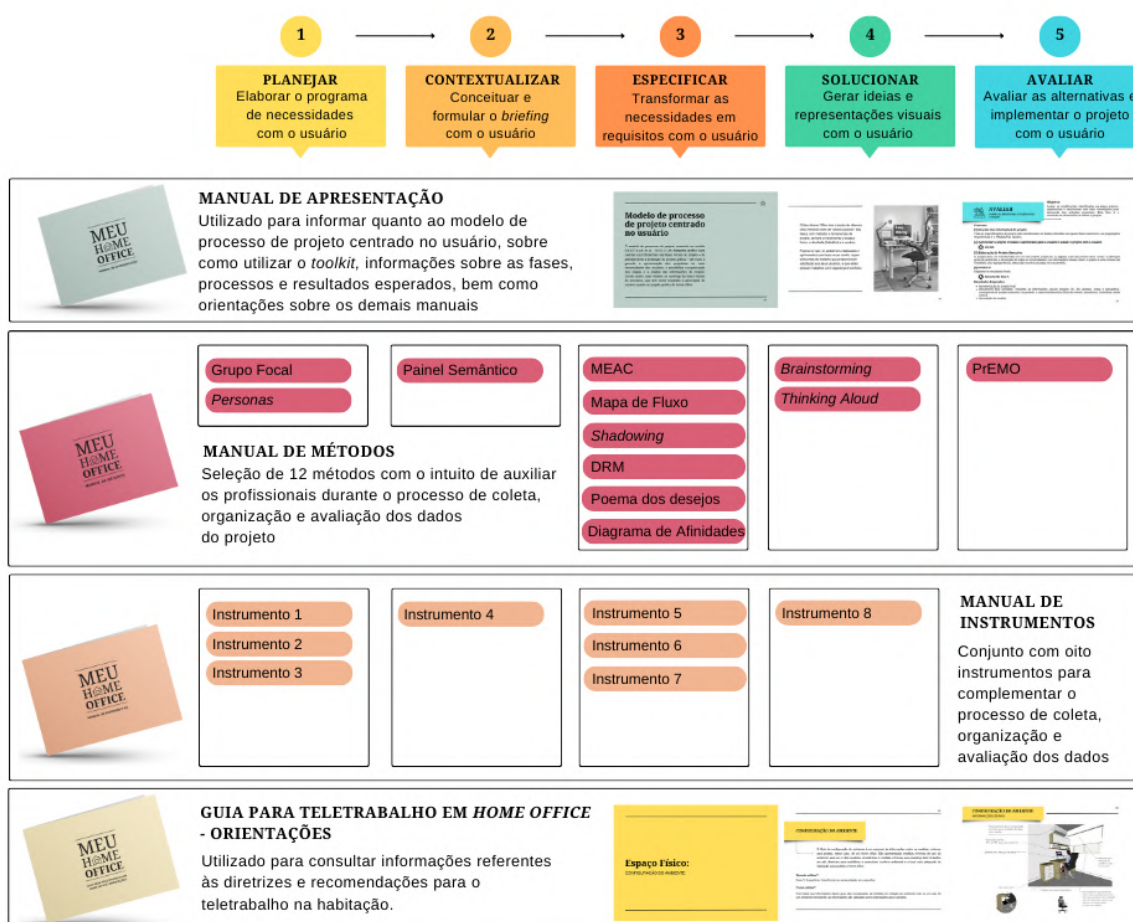 1
2
3
4
5
PLANEJAR
Elaborar o programa
de necessidades
com o usuário
CONTEXTUALIZAR
Conceituar e
formular o briefing
com o usuário
ESPECIFICAR
Transformar as
necessidades em
requisitos com o usuário
SOLUCIONAR
Gerar ideias e
representações visuais
com o usuário
AVALIAR
Avaliar as alternativas e
implementar o projeto
com o usuário
MEU
HOME
OFFICE
MANUAL DE APRESENTAÇÃO
Utilizado para informar quanto ao modelo de
processo de projeto centrado no usuário, sobre
como utilizar o toolkit, informações sobre as fases,
processos e resultados esperados, bem como
orientações sobre os demais manuais
Modelo de processo
de projeto centrado
no usuário
AVALIAR
MEU
HOME
OFFICE
Grupo Focal
Personas
Painel Semântico
MEAC
Mapa de Fluxo
Shadowing
DRM
Poema dos desejos
Diagrama de Afinidades
Brainstorming
Thinking Aloud
PrEMO
MANUAL DE MÉTODOS
Seleção de 12 métodos com o intuito de auxiliar
os profissionais durante o processo de coleta,
organização e avaliação dos dados
do projeto
MEU
HOME
OFFICE
Instrumento 1
Instrumento 2
Instrumento 3
Instrumento 4
Instrumento 5
Instrumento 6
Instrumento 7
Instrumento 8
MANUAL DE
INSTRUMENTOS
Conjunto com oito
instrumentos para
complementar o
processo de coleta,
organização e
avaliação dos dados
MEU
HOME
OFFICE
GUIA PARA TELETRABALHO EM HOME OFFICE
- ORIENTAÇÕES
Utilizado para consultar informações referentes
às diretrizes e recomendações para o
teletrabalho na habitação.
Espaço Físico:
CONFIGURAÇÃO DO AMBIENTE
CONFIGURAÇÃO DO AMBIENTE
CONFIGURAÇÃO DO AMBIENTE